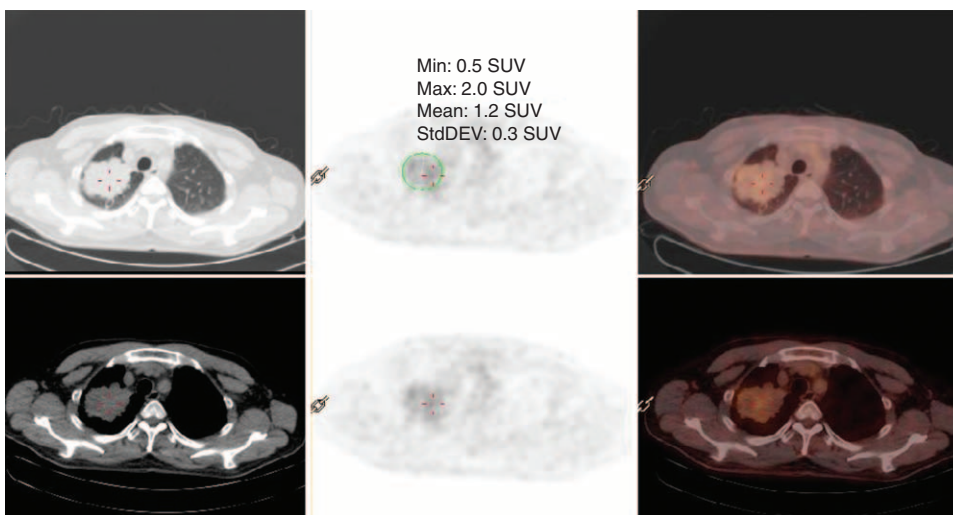 Min: 0.5 SUV
Max: 2.0 SUV
Mean: 1.2 SUV
StdDEV: 0.3 SUV